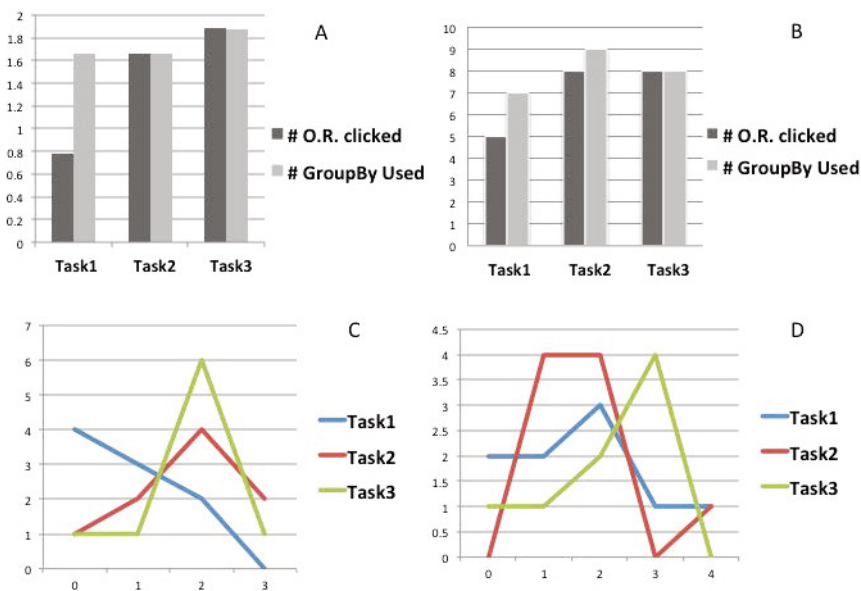 A
2
1.8
1.6
1.4
1.2
1
0.8
0.6
0.4
0.2
0
Task1 Task2 Task3
# O.R. clicked
# GroupBy Used
B
10
9
8
7
6
5
4
3
2
1
0
Task1 Task2 Task3
# O.R. clicked
# GroupBy Used
C
7
6
5
4
3
2
1
0
0 1 2 3
Task1
Task2
Task3
D
4.5
4
3.5
3
2.5
2
1.5
1
0.5
0
0 1 2 3 4
Task1
Task2
Task3